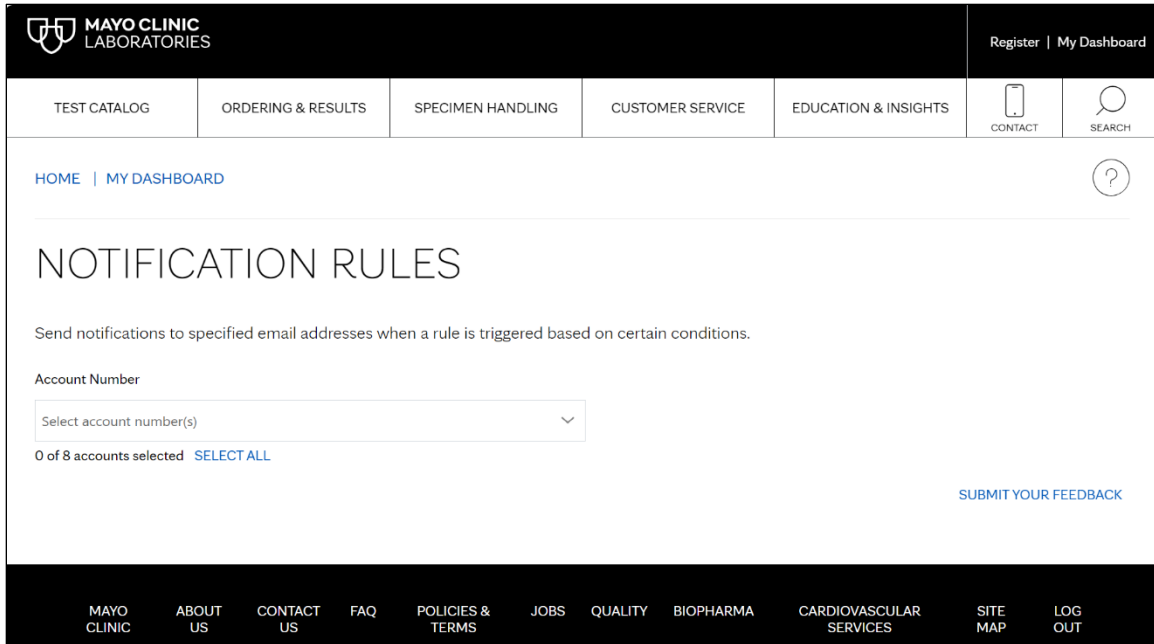 MAYO CLINIC
LABORATORIES
Register | My Dashboard
TEST CATALOG
ORDERING & RESULTS
SPECIMEN HANDLING
CUSTOMER SERVICE
EDUCATION & INSIGHTS
CONTACT
SEARCH
HOME | MY DASHBOARD
?
NOTIFICATION RULES
Send notifications to specified email addresses when a rule is triggered based on certain conditions.
Account Number
Select account number(s)
0 of 8 accounts selected SELECT ALL
SUBMIT YOUR FEEDBACK
MAYO
CLINIC
ABOUT
US
CONTACT
US
FAQ
POLICIES &
TERMS
JOBS
QUALITY
BIOPHARMA
CARDIOVASCULAR
SERVICES
SITE
MAP
LOG
OUT